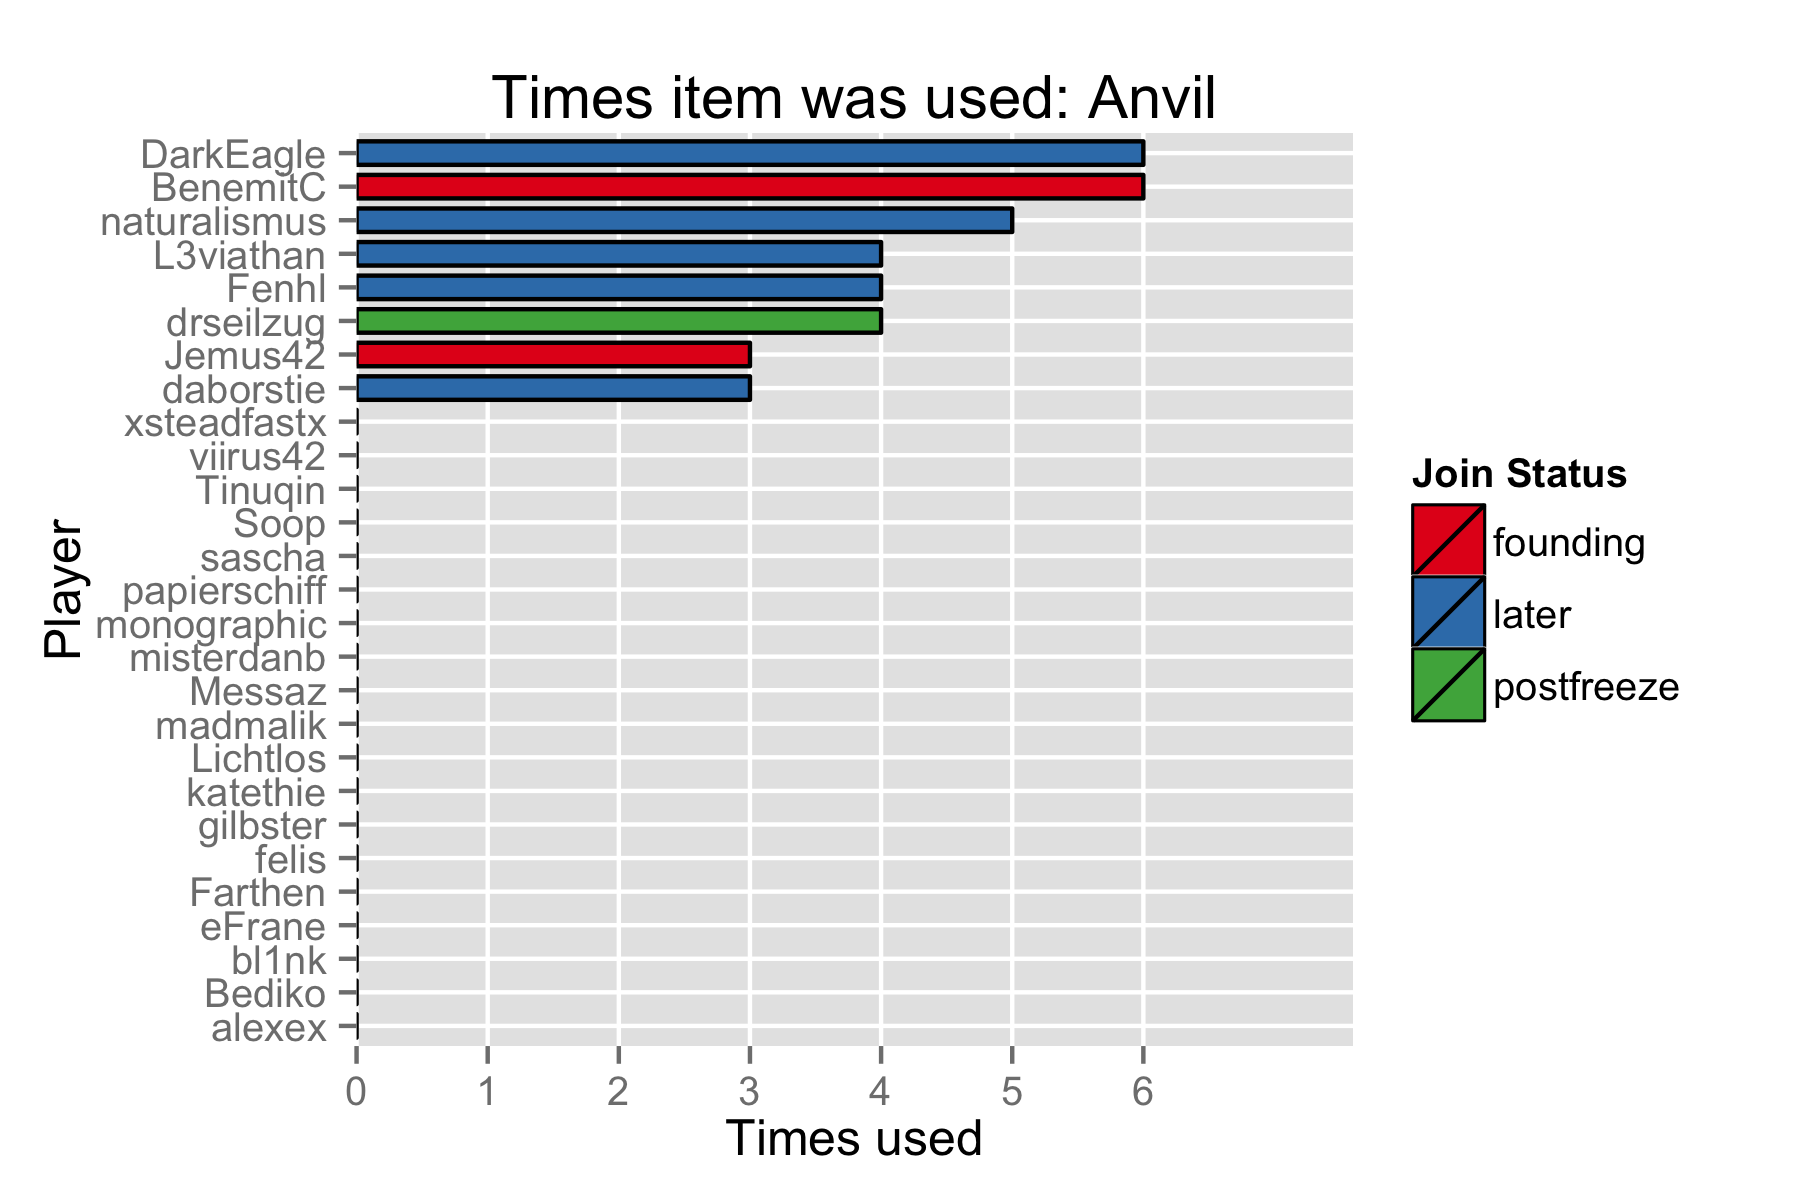 Times item was used: Anvil
DarkEagle
BenemitC
naturalismus
L3viathan
Fenhl
drseilzug
Jemus42
daborstie
xsteadfastx
viirus42
Tinuqin
Soop
sascha
papierschiff
monographic
misterdanb
Messaz
madmalik
Lichtlos
katethie
gilbster
felis
Farthen
eFrane
bl1nk
Bediko
alexex
Player
0 1 2 3 4 5 6
Times used
Join Status
founding
later
postfreeze